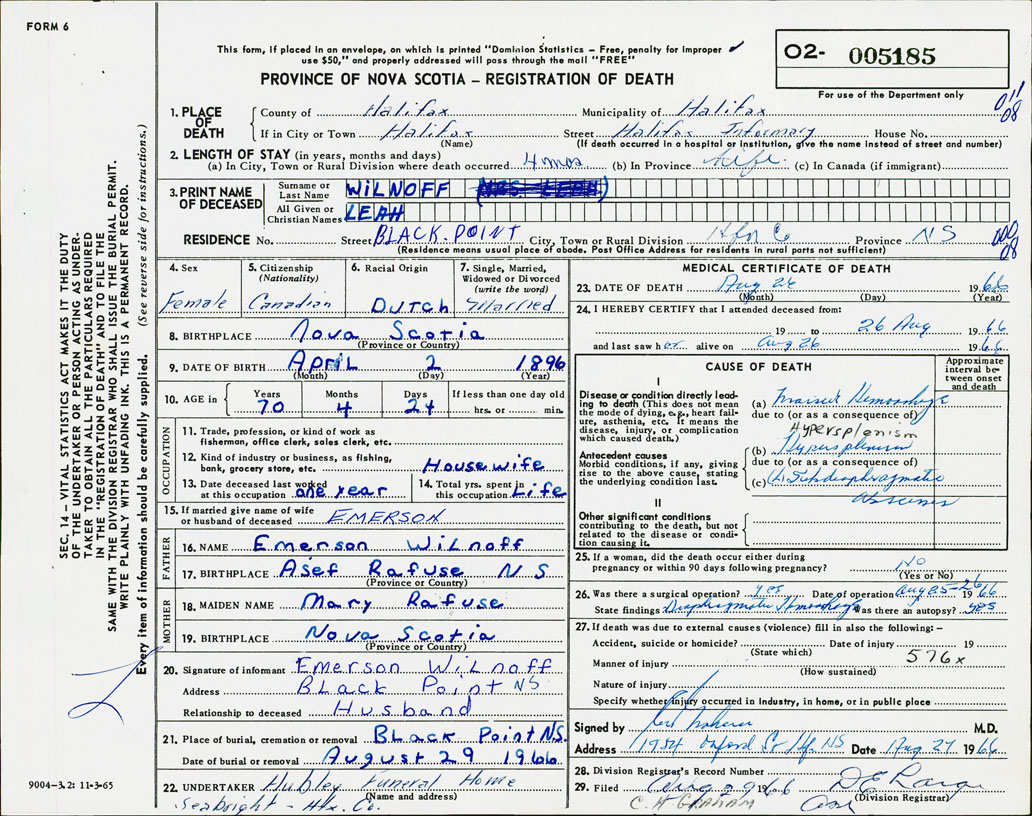 FORM 6
This form, if placed in an envelope, on which is printed "Dominion Statistics – Free, penalty for improper
use $50," and properly addressed will pass through the mail "FREE"
O2- 005185
PROVINCE OF NOVA SCOTIA – REGISTRATION OF DEATH
For use of the Department only
011
08
1. PLACE OF DEATH
County of Halifax Municipality of Halifax
If in City or Town Halifax Street Halifax Infirmary House No.
(Name) (If death occurred in a hospital or institution, give the name instead of street and number)
2. LENGTH OF STAY (in years, months and days)
(a) In City, Town or Rural Division where death occurred 4 mos (b) In Province Life. (c) In Canada (if immigrant)
3. PRINT NAME OF DECEASED
Surname or Last Name WILNOFF (MRS. LEAH)
All Given or Christian Names LEAH
RESIDENCE No. Street BLACK. POINT City, Town or Rural Division Hfx Co Province NS
(Residence means usual place of abode. Post Office Address for residents in rural parts not sufficient)
000
08
4. Sex Female
5. Citizenship (Nationality) Canadian
6. Racial Origin DUTCH
7. Single, Married, Widowed or Divorced (write the word) Married
8. BIRTHPLACE Nova Scotia
(Province or Country)
9. DATE OF BIRTH APRIL 2 1896
(Month) (Day) (Year)
10. AGE in Years 70 Months 4 Days 24 If less than one day old hrs. or min.
OCCUPATION
11. Trade, profession, or kind of work as
fisherman, office clerk, sales clerk, etc.
12. Kind of industry or business, as fishing,
bank, grocery store, etc. House wife
13. Date deceased last worked at this occupation one year
14. Total yrs. spent in this occupation Life
15. If married give name of wife
or husband of deceased EMERSON
FATHER
16. NAME Emerson WiLnoff
17. BIRTHPLACE Asef Rafuse NS
(Province or Country)
MOTHER
18. MAIDEN NAME Mary Rafuse
19. BIRTHPLACE Nova Scotia
(Province or Country)
20. Signature of informant Emerson WiLnoff
Address BLack Point NS
Relationship to deceased Husband
21. Place of burial, cremation or removal BLack Point NS.
Date of burial or removal August 29 1966
22. UNDERTAKER Hubley Funeral Home
(Name and address)
Seabright - Hfx. Co.
9004-3.2: 11-3-65
MEDICAL CERTIFICATE OF DEATH
23. DATE OF DEATH Aug 26 1966
(Month) (Day) (Year)
24. I HEREBY CERTIFY that I attended deceased from:
19 to 26 Aug 1966
and last saw her alive on Aug 26 1966
CAUSE OF DEATH
Approximate interval between onset and death
I
Disease or condition directly leading to death (This does not mean
the mode of dying, e.g., heart failure, asthenia, etc. It means the
disease, injury, or complication
which caused death.)
(a) Massive Hemorrhage
due to (or as a consequence of)
Hypersplenism
Antecedent causes
Morbid conditions, if any, giving
rise to the above cause, stating
the underlying condition last.
(b) Hypersplenism
due to (or as a consequence of)
(c) Subdiaphragmatic
Abscess
II
Other significant conditions
contributing to the death, but not
related to the disease or condition causing it.
25. If a woman, did the death occur either during
pregnancy or within 90 days following pregnancy? No
(Yes or No)
26. Was there a surgical operation? yes Date of operation Aug 25-26 1966
State findings Diaphragmatic Hemorrhage Was there an autopsy? yes
27. If death was due to external causes (violence) fill in also the following: –
Accident, suicide or homicide? Date of injury 19
(State which)
576x
Manner of injury
(How sustained)
Nature of injury
Specify whether injury occurred in industry, in home, or in public place
Signed by M.D.
Address 1954 Oxford St Hfx NS Date Aug 27 1966
28. Division Registrar's Record Number
29. Filed Aug 29 1966
(Division Registrar)
C. H GRAHAM
SEC. 14 – VITAL STATISTICS ACT MAKES IT THE DUTY
OF THE UNDERTAKER OR PERSON ACTING AS UNDERTAKER TO OBTAIN ALL THE PARTICULARS REQUIRED
IN THE "REGISTRATION OF DEATH" AND TO FILE THE
SAME WITH THE DIVISION REGISTRAR WHO SHALL ISSUE THE BURIAL PERMIT.
WRITE PLAINLY WITH UNFADING INK. THIS IS A PERMANENT RECORD.
Every item of information should be carefully supplied. (See reverse side for instructions.)